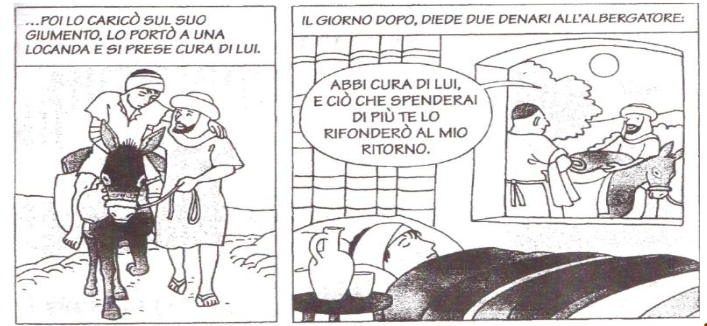 ...POI LO CARICÒ SUL SUO
GIUMENTO, LO PORTÒ A UNA
LOCANDA E SI PRESE CURA DI LUI.
IL GIORNO DOPO, DIEDE DUE DENARI ALL'ALBERGATORE:
ABBI CURA DI LUI,
E CIÒ CHE SPENDERAI
DI PIÙ TE LO
RIFONDERÒ AL MIO
RITORNO.